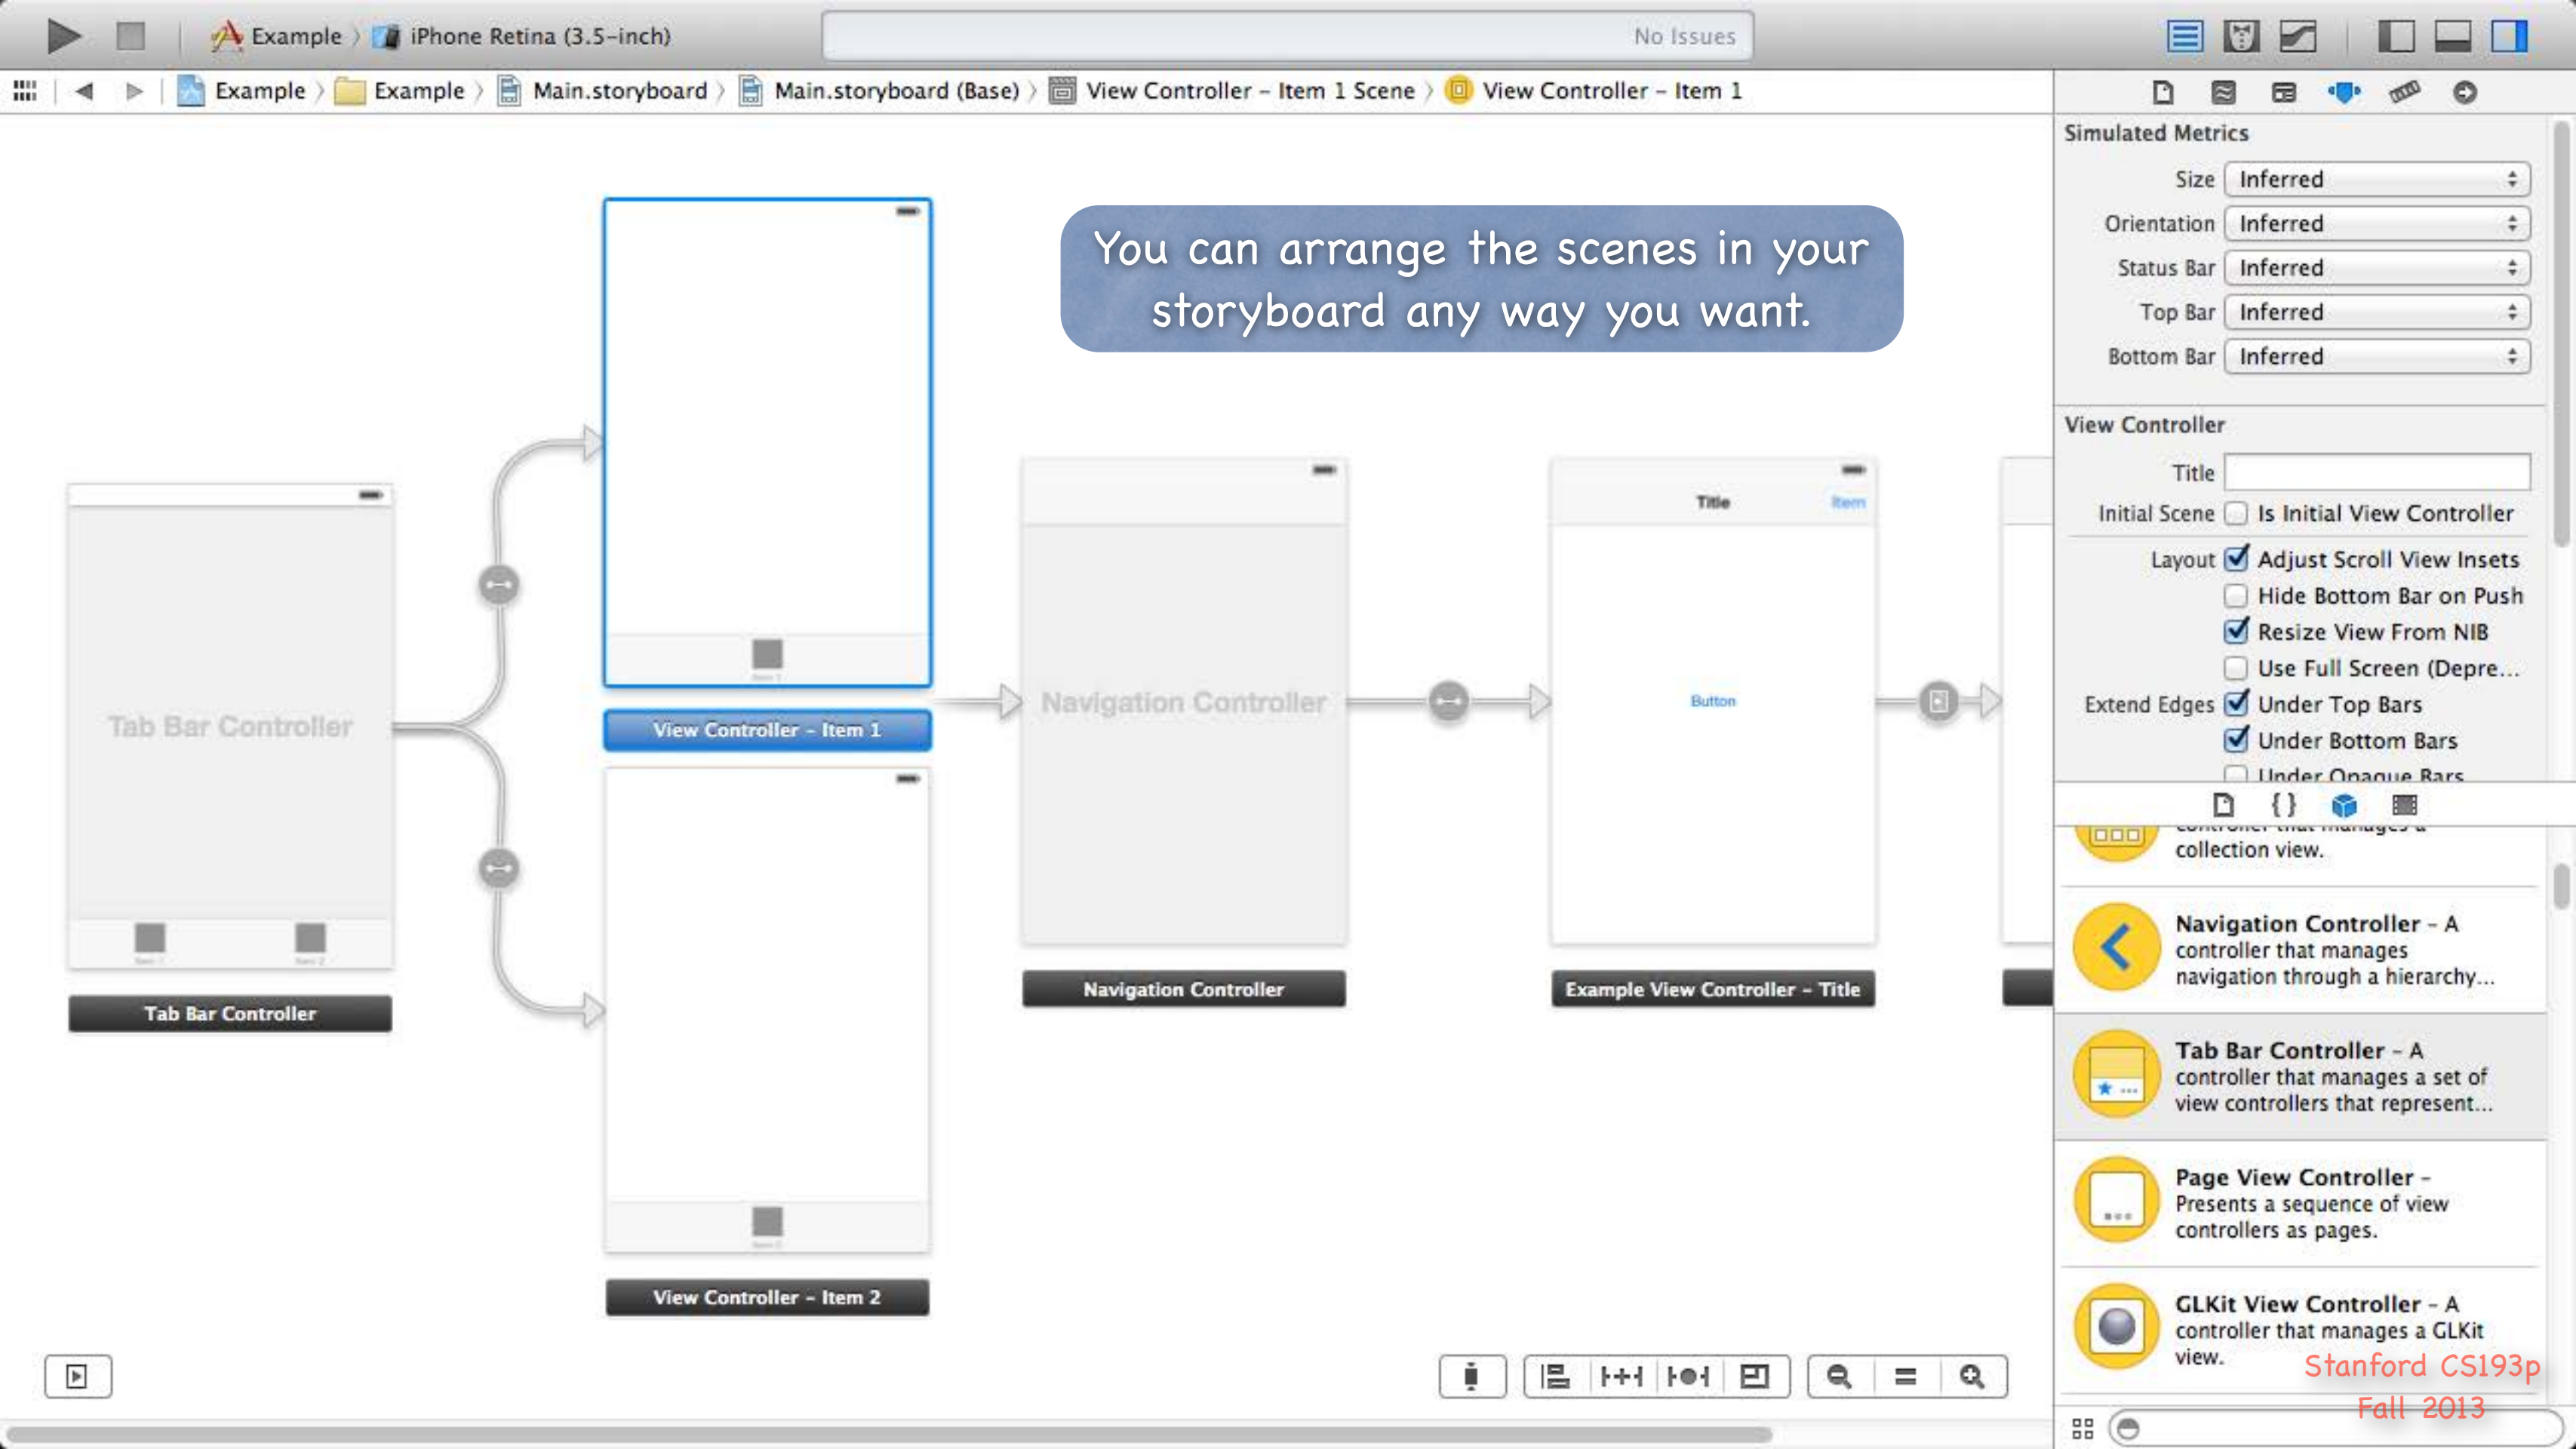 Example
iPhone Retina (3.5-inch)
No Issues
Example
Example
Main.storyboard
Main.storyboard (Base)
View Controller - Item 1 Scene
View Controller - Item 1
You can arrange the scenes in your
storyboard any way you want.
Tab Bar Controller
Tab Bar Controller
View Controller - Item 1
View Controller - Item 2
Navigation Controller
Navigation Controller
Title
Item
Button
Example View Controller - Title
Simulated Metrics
Size Inferred
Orientation Inferred
Status Bar Inferred
Top Bar Inferred
Bottom Bar Inferred
View Controller
Title
Initial Scene Is Initial View Controller
Layout Adjust Scroll View Insets
Hide Bottom Bar on Push
Resize View From NIB
Use Full Screen (Depre...
Extend Edges Under Top Bars
Under Bottom Bars
Under Opaque Bars
{}
collection view.
Navigation Controller - A
controller that manages
navigation through a hierarchy...
Tab Bar Controller - A
controller that manages a set of
view controllers that represent...
Page View Controller -
Presents a sequence of view
controllers as pages.
GLKit View Controller - A
controller that manages a GLKit
view.
Stanford CS193p
Fall 2013